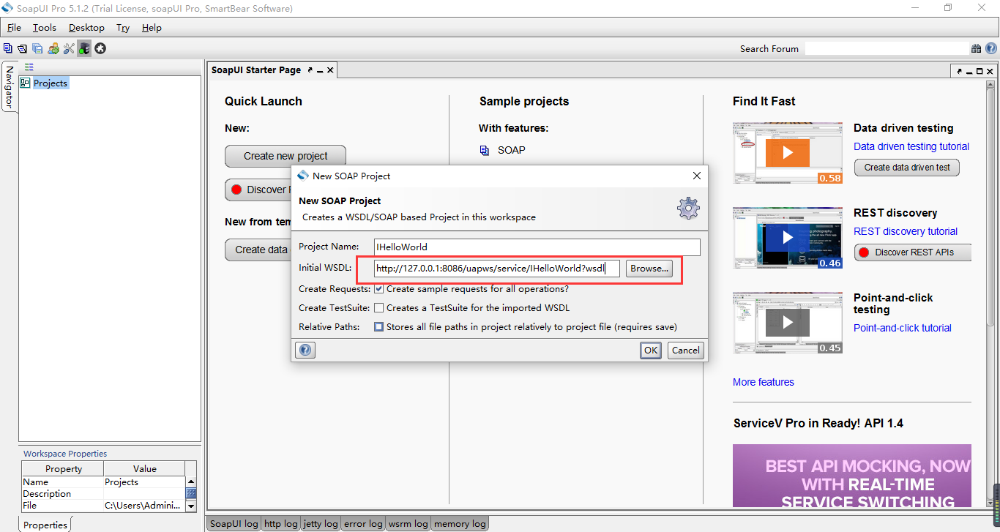 SoapUI Pro 5.1.2 (Trial License, soapUI Pro, SmartBear Software)
File Tools Desktop Try Help
Search Forum
Navigator
Projects
SoapUI Starter Page
Quick Launch
New:
Create new project
Discover
New from tem
Create data
Sample projects
With features:
SOAP
Find It Fast
0.58
Data driven testing
Data driven testing tutorial
Create data driven test
0.46
REST discovery
REST discovery tutorial
Discover REST APIs
0.45
Point-and-click
testing
Point-and-click tutorial
More features
ServiceV Pro in Ready! API 1.4
BEST API MOCKING, NOW
WITH REAL-TIME
SERVICE SWITCHING
New SOAP Project
New SOAP Project
Creates a WSDL/SOAP based Project in this workspace
Project Name: IHelloWorld
Initial WSDL: http://127.0.0.1:8086/uapws/service/IHelloWorld?wsdl Browse...
Create Requests: Create sample requests for all operations?
Create TestSuite: Creates a TestSuite for the imported WSDL
Relative Paths: Stores all file paths in project relatively to project file (requires save)
OK Cancel
Workspace Properties
Property Value
Name Projects
Description
File C:\Users\Admini...
Properties
SoapUI log http log jetty log error log wsrm log memory log